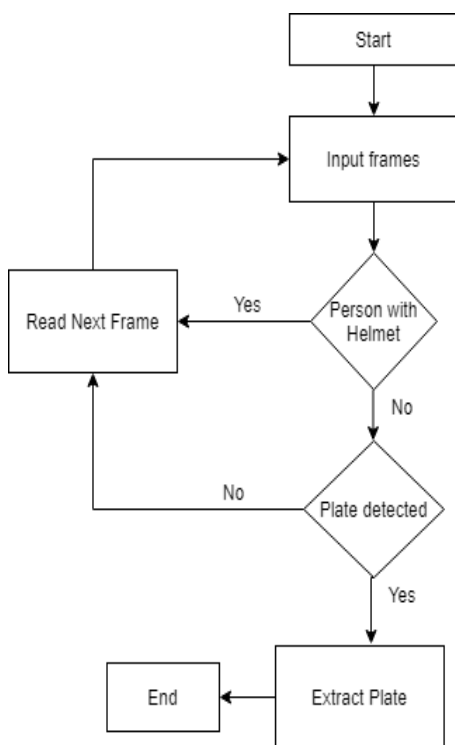 Start
Input frames
Yes
Read Next Frame
Person with
Helmet
No
No
Plate detected
Yes
End
Extract Plate